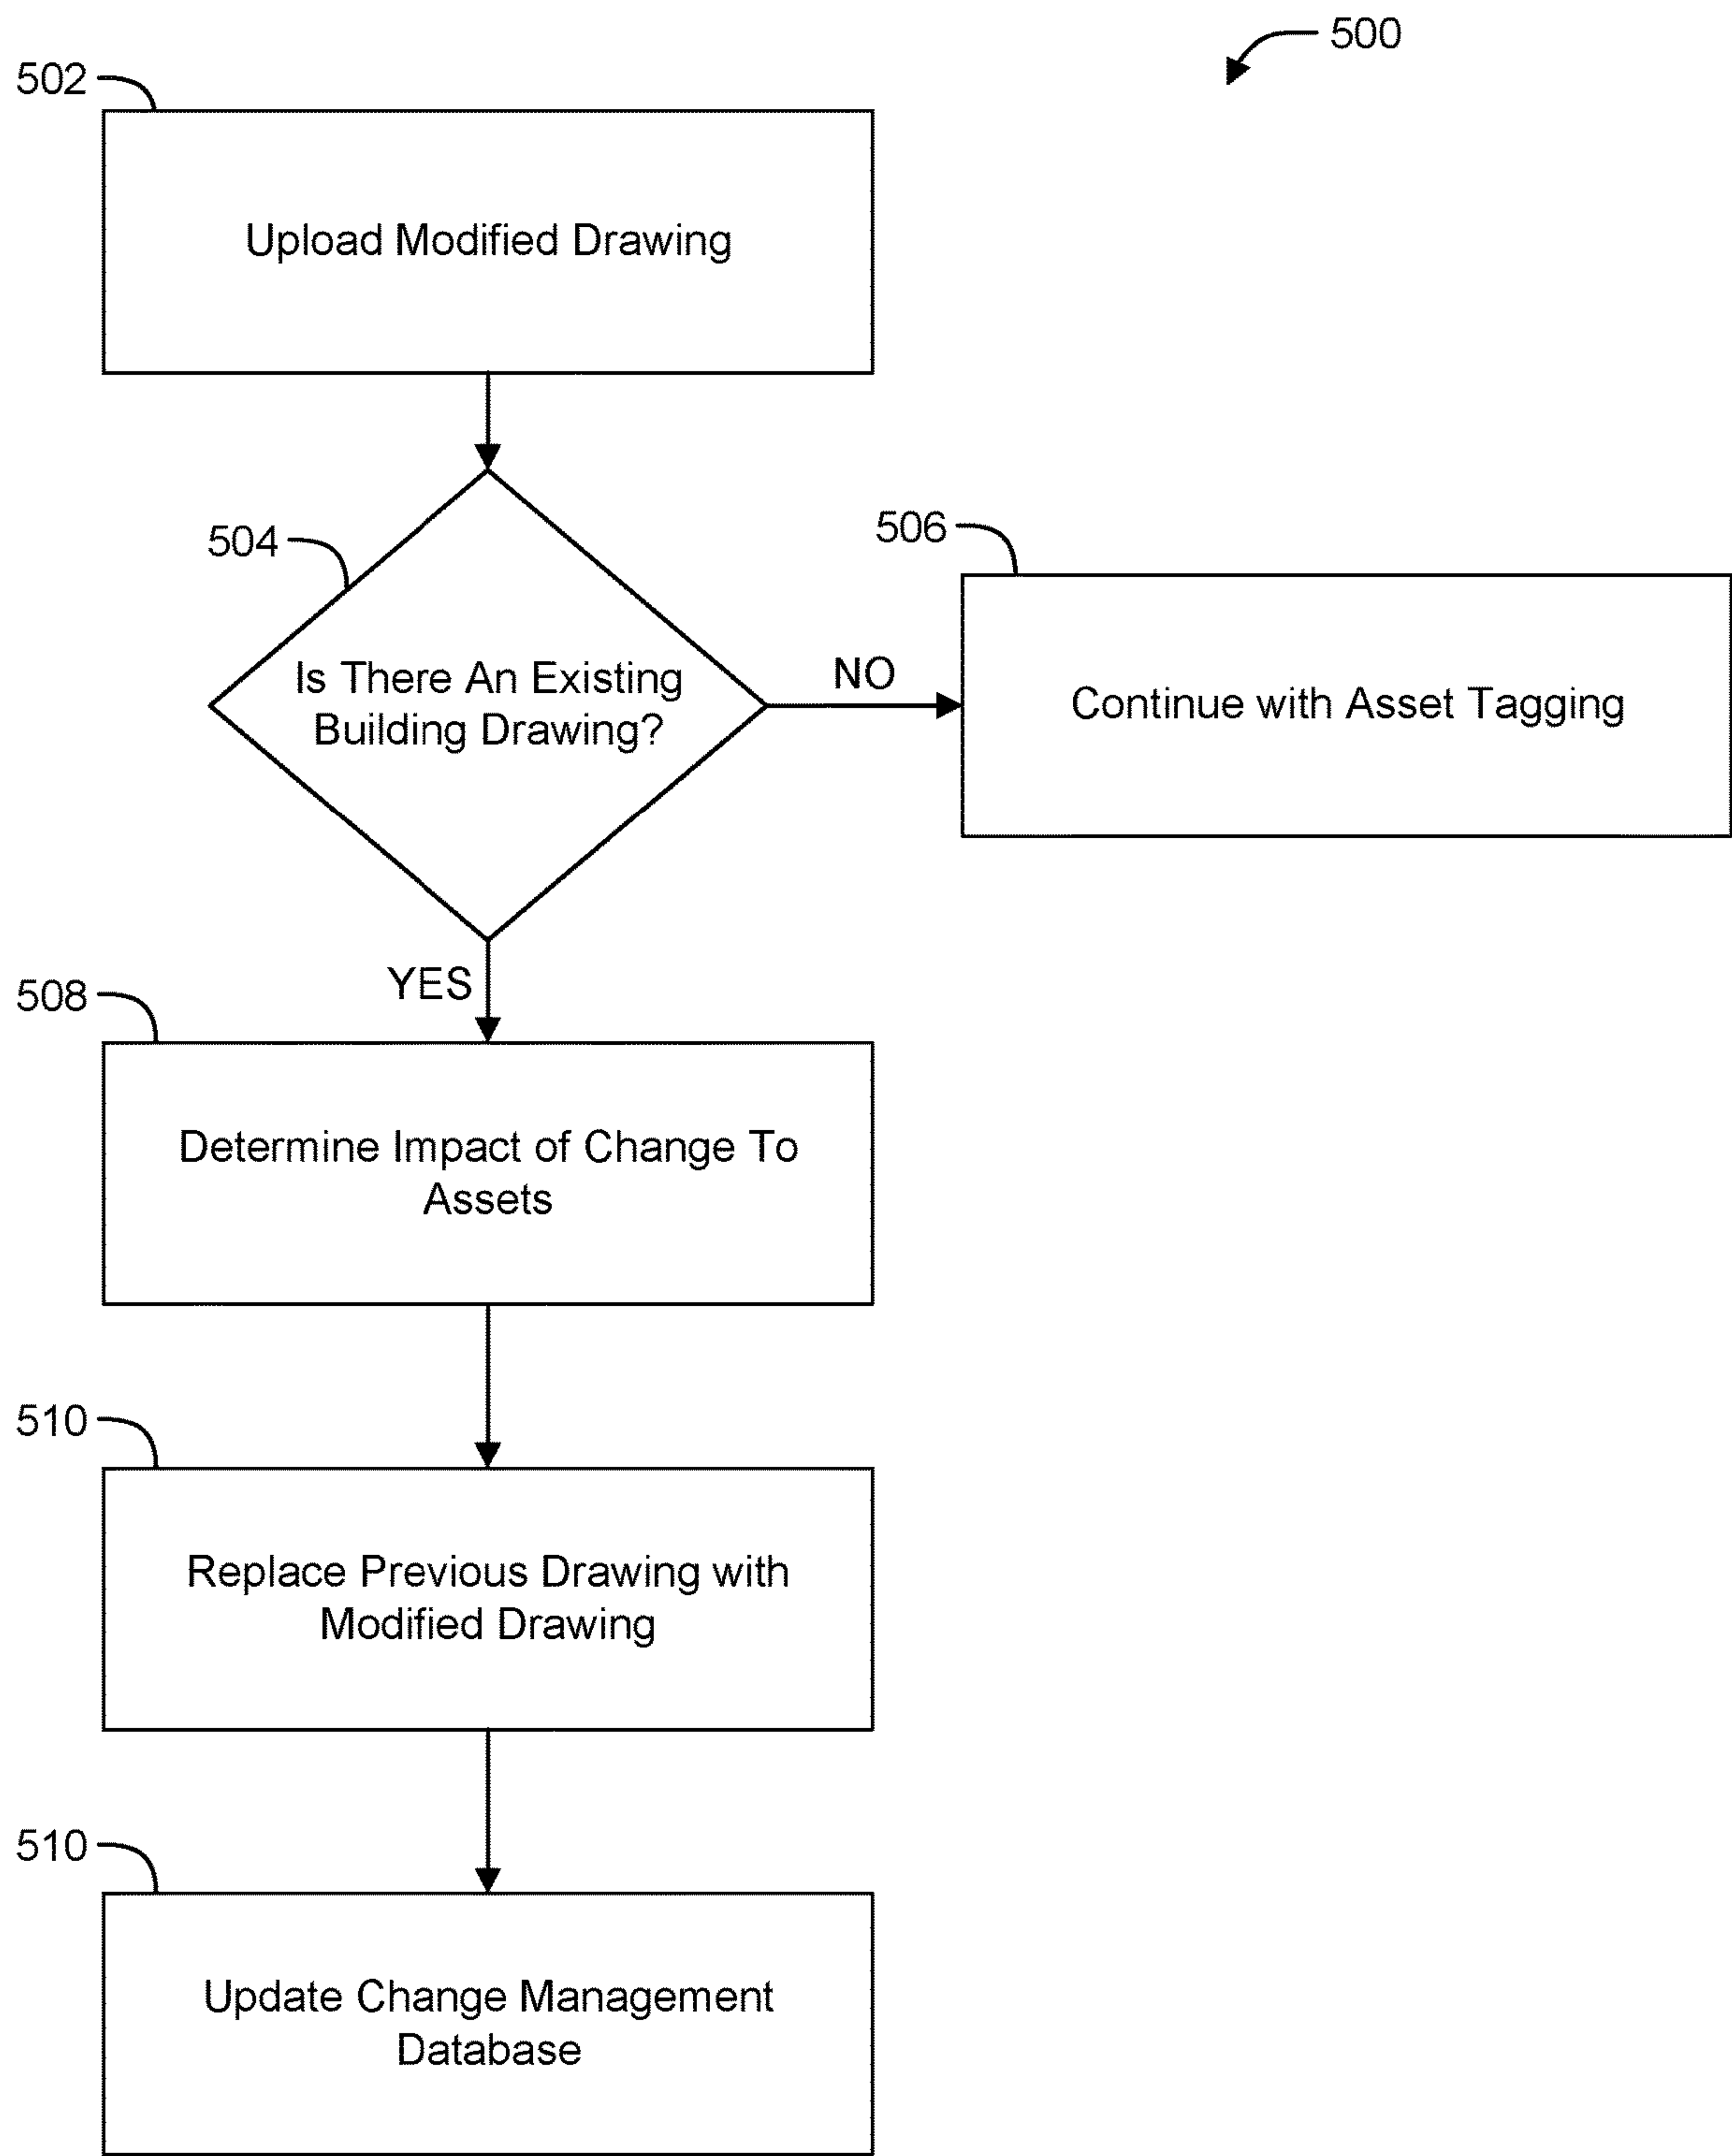 500
502
Upload Modified Drawing
504
Is There An Existing
Building Drawing?
NO
506
Continue with Asset Tagging
YES
508
Determine Impact of Change To
Assets
510
Replace Previous Drawing with
Modified Drawing
510
Update Change Management
Database